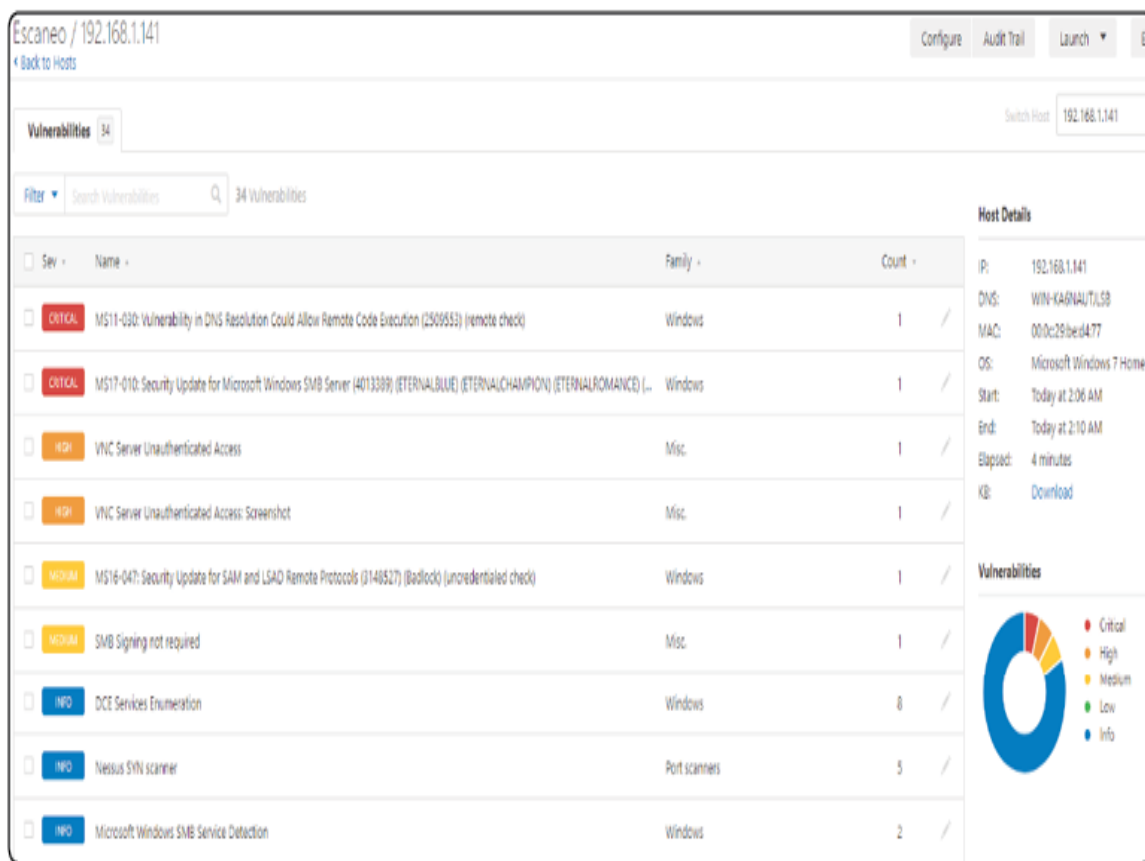 Escaneo / 192.168.1.141
Back to Hosts
Configure
Audit Trail
Launch
Vulnerabilities 34
Switch Host 192.168.1.141
Filter
Search Vulnerabilities
34 Vulnerabilities
Sev
Name
Family
Count
CRITICAL MS11-030: Vulnerability in DNS Resolution Could Allow Remote Code Execution (2509553) (remote check) Windows 1
CRITICAL MS17-010: Security Update for Microsoft Windows SMB Server (4013389) (ETERNALBLUE) (ETERNALCHAMPION) (ETERNALROMANCE) (... Windows 1
HIGH VNC Server Unauthenticated Access Misc. 1
HIGH VNC Server Unauthenticated Access: Screenshot Misc. 1
MEDIUM MS16-047: Security Update for SAM and LSAD Remote Protocols (3148527) (Badlock) (uncredentialed check) Windows 1
MEDIUM SMB Signing not required Misc. 1
INFO DCE Services Enumeration Windows 8
INFO Nessus SYN scanner Port scanners 5
INFO Microsoft Windows SMB Service Detection Windows 2
Host Details
IP: 192.168.1.141
DNS: WIN-KA6NAUTJLSB
MAC: 00:0c:29:be:d4:77
OS: Microsoft Windows 7 Home
Start: Today at 2:06 AM
End: Today at 2:10 AM
Elapsed: 4 minutes
KB: Download
Vulnerabilities
Critical
High
Medium
Low
Info